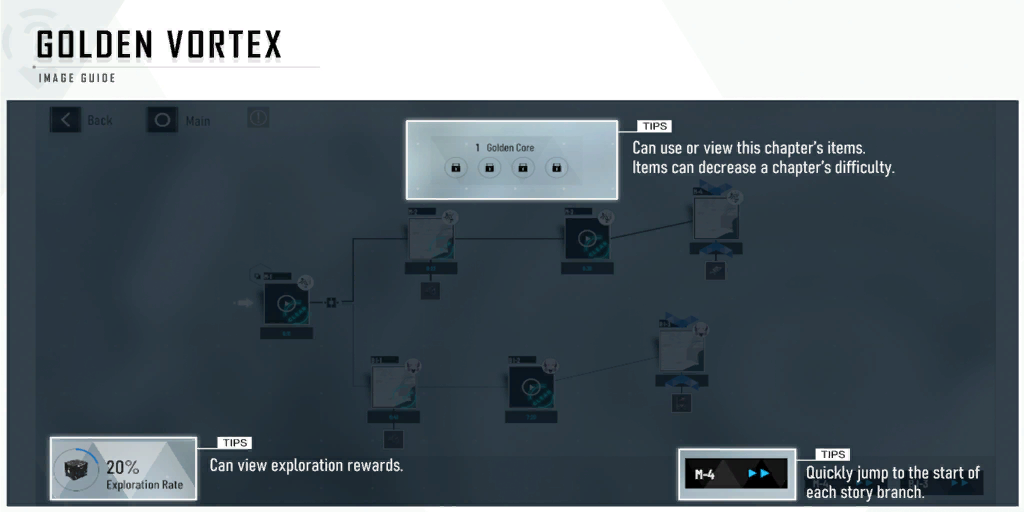 GOLDEN VORTEX
IMAGE GUIDE
Back
Main
1 Golden Core
TIPS
Can use or view this chapter's items.
Items can decrease a chapter's difficulty.
20%
Exploration Rate
TIPS
Can view exploration rewards.
M-4
TIPS
Quickly jump to the start of
each story branch.